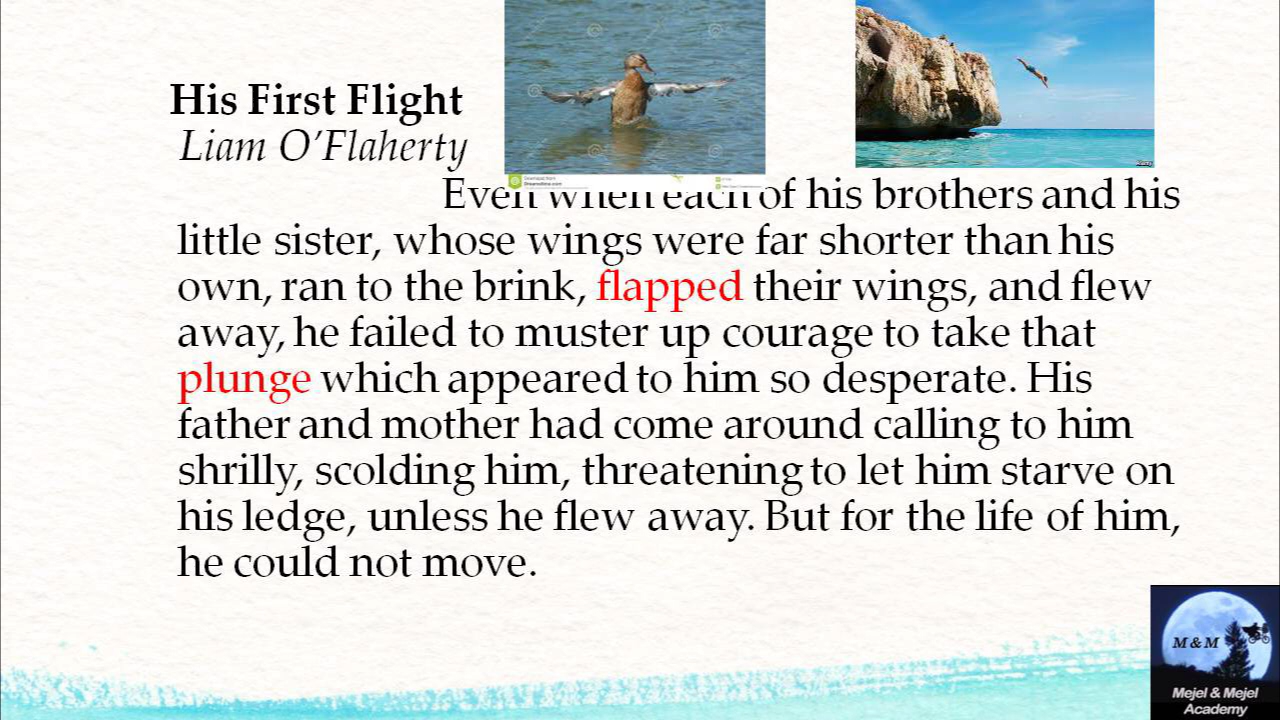 His First Flight
Liam O'Flaherty
Even when each of his brothers and his
little sister, whose wings were far shorter than his
own, ran to the brink, flapped their wings, and flew
away, he failed to muster up courage to take that
plunge which appeared to him so desperate. His
father and mother had come around calling to him
shrilly, scolding him, threatening to let him starve on
his ledge, unless he flew away. But for the life of him,
he could not move.
M & M
Mejel & Mejel
Academy